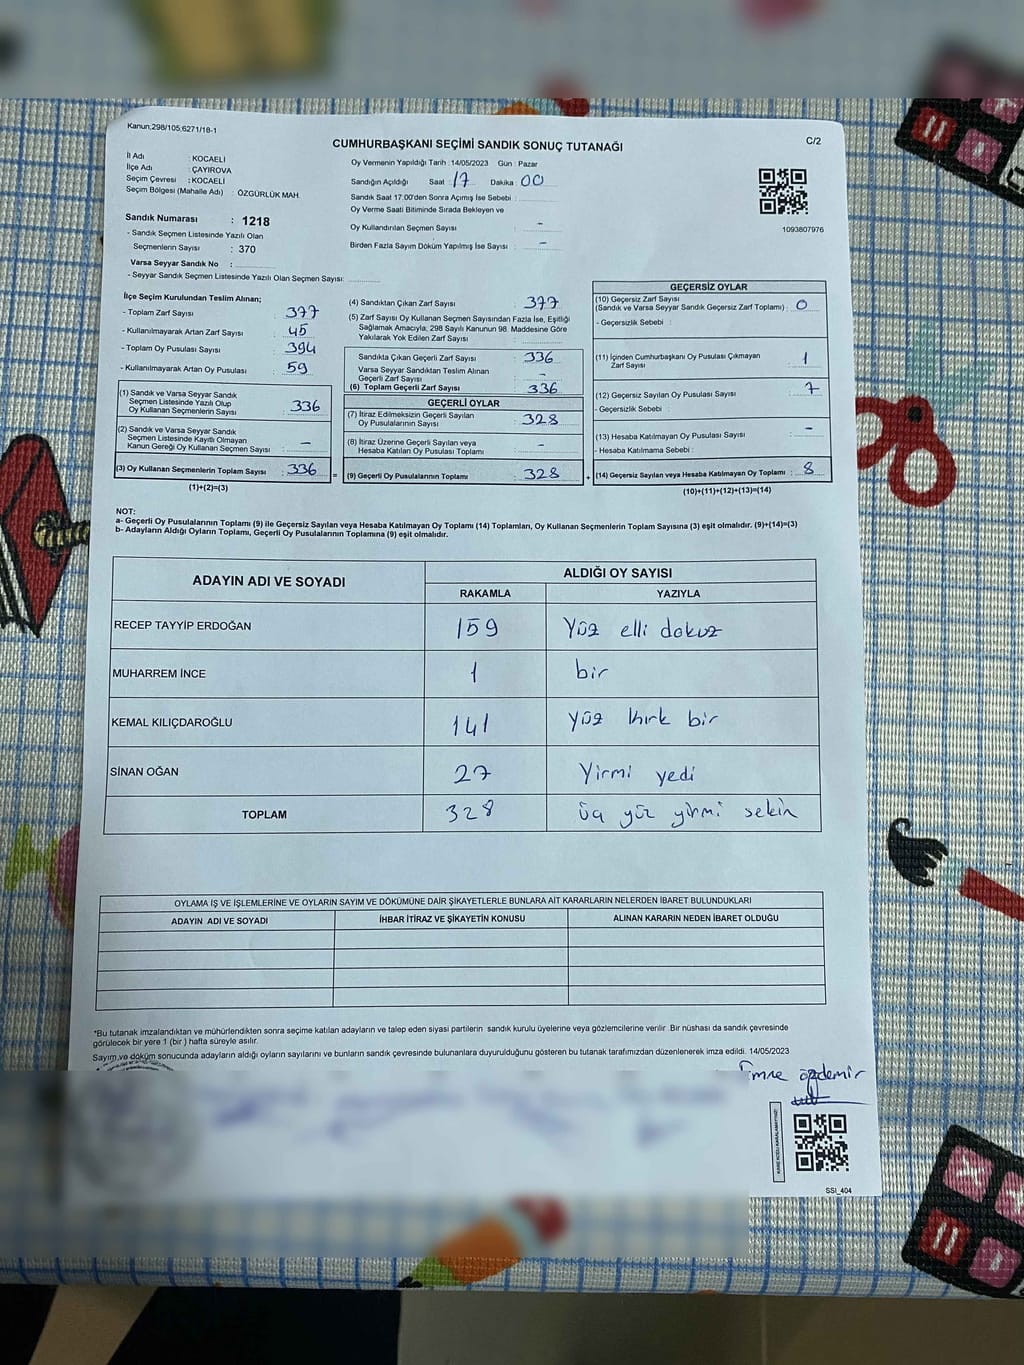 Kanun:298/105;6271/18-1
CUMHURBAŞKANI SEÇİMİ SANDIK SONUÇ TUTANAĞI
C/2
İl Adı : KOCAELİ
İlçe Adı : ÇAYIROVA
Seçim Çevresi : KOCAELİ
Seçim Bölgesi (Mahalle Adı) : ÖZGÜRLÜK MAH.
Oy Vermenin Yapıldığı Tarih : 14/05/2023 Gün : Pazar
Sandığın Açıldığı Saat : 17 Dakika : 00
Sandık Saat 17:00'den Sonra Açımış İse Sebebi :
Oy Verme Saati Bitiminde Sırada Bekleyen ve
Oy Kullandırılan Seçmen Sayısı : -
Birden Fazla Sayım Döküm Yapılmış İse Sayısı : -
1093807976
Sandık Numarası : 1218
- Sandık Seçmen Listesinde Yazılı Olan
Seçmenlerin Sayısı : 370
Varsa Seyyar Sandık No :
- Seyyar Sandık Seçmen Listesinde Yazılı Olan Seçmen Sayısı:
İlçe Seçim Kurulundan Teslim Alınan;
- Toplam Zarf Sayısı : 377
- Kullanılmayarak Artan Zarf Sayısı : 45
- Toplam Oy Pusulası Sayısı : 394
- Kullanılmayarak Artan Oy Pusulası : 59
(1) Sandık ve Varsa Seyyar Sandık
Seçmen Listesinde Yazılı Olup
Oy Kullanan Seçmenlerin Sayısı : 336
(2) Sandık ve Varsa Seyyar Sandık
Seçmen Listesinde Kayıtlı Olmayan
Kanun Gereği Oy Kullanan Seçmen Sayısı : -
(3) Oy Kullanan Seçmenlerin Toplam Sayısı : 336
(1)+(2)=(3)
(4) Sandıktan Çıkan Zarf Sayısı : 377
(5) Zarf Sayısı Oy Kullanan Seçmen Sayısından Fazla İse, Eşitliği
Sağlamak Amacıyla, 298 Sayılı Kanunun 98. Maddesine Göre
Yakılarak Yok Edilen Zarf Sayısı :
Sandıkta Çıkan Geçerli Zarf Sayısı : 336
Varsa Seyyar Sandıktan Teslim Alınan
Geçerli Zarf Sayısı : -
(6) Toplam Geçerli Zarf Sayısı : 336
GEÇERLİ OYLAR
(7) İtiraz Edilmeksizin Geçerli Sayılan
Oy Pusulalarının Sayısı : 328
(8) İtiraz Üzerine Geçerli Sayılan veya
Hesaba Katılan Oy Pusulası Toplamı : -
= (9) Geçerli Oy Pusulalarının Toplamı : 328
GEÇERSİZ OYLAR
(10) Geçersiz Zarf Sayısı
(Sandık ve Varsa Seyyar Sandık Geçersiz Zarf Toplamı) : 0
- Geçersizlik Sebebi :
(11) İçinden Cumhurbaşkanı Oy Pusulası Çıkmayan
Zarf Sayısı : 1
(12) Geçersiz Sayılan Oy Pusulası Sayısı : 7
- Geçersizlik Sebebi :
(13) Hesaba Katılmayan Oy Pusulası Sayısı : -
- Hesaba Katılmama Sebebi :
+ (14) Geçersiz Sayılan veya Hesaba Katılmayan Oy Toplamı : 8
(10)+(11)+(12)+(13)=(14)
NOT:
a- Geçerli Oy Pusulalarının Toplamı (9) ile Geçersiz Sayılan veya Hesaba Katılmayan Oy Toplamı (14) Toplamları, Oy Kullanan Seçmenlerin Toplam Sayısına (3) eşit olmalıdır. (9)+(14)=(3)
b- Adayların Aldığı Oyların Toplamı, Geçerli Oy Pusulalarının Toplamına (9) eşit olmalıdır.
ADAYIN ADI VE SOYADI
ALDIĞI OY SAYISI
RAKAMLA YAZIYLA
RECEP TAYYİP ERDOĞAN 159 Yüz elli dokuz
MUHARREM İNCE 1 bir
KEMAL KILIÇDAROĞLU 141 yüz kırk bir
SİNAN OĞAN 27 Yirmi yedi
TOPLAM 328 üç yüz yirmi sekiz
OYLAMA İŞ VE İŞLEMLERİNE VE OYLARIN SAYIM VE DÖKÜMÜNE DAİR ŞİKAYETLERLE BUNLARA AİT KARARLARIN NELERDEN İBARET BULUNDUKLARI
ADAYIN ADI VE SOYADI İHBAR İTİRAZ VE ŞİKAYETİN KONUSU ALINAN KARARIN NEDEN İBARET OLDUĞU
*Bu tutanak imzalandıktan ve mühürlendikten sonra seçime katılan adayların ve talep eden siyasi partilerin sandık kurulu üyelerine veya gözlemcilerine verilir. Bir nüshası da sandık çevresinde
görülecek bir yere 1 (bir) hafta süreyle asılır.
Sayım ve döküm sonucunda adayların aldığı oyların sayılarını ve bunların sandık çevresinde bulunanlara duyurulduğunu gösteren bu tutanak tarafımızdan düzenlenerek imza edildi. 14/05/2023
Emre Özdemir
SSI_404